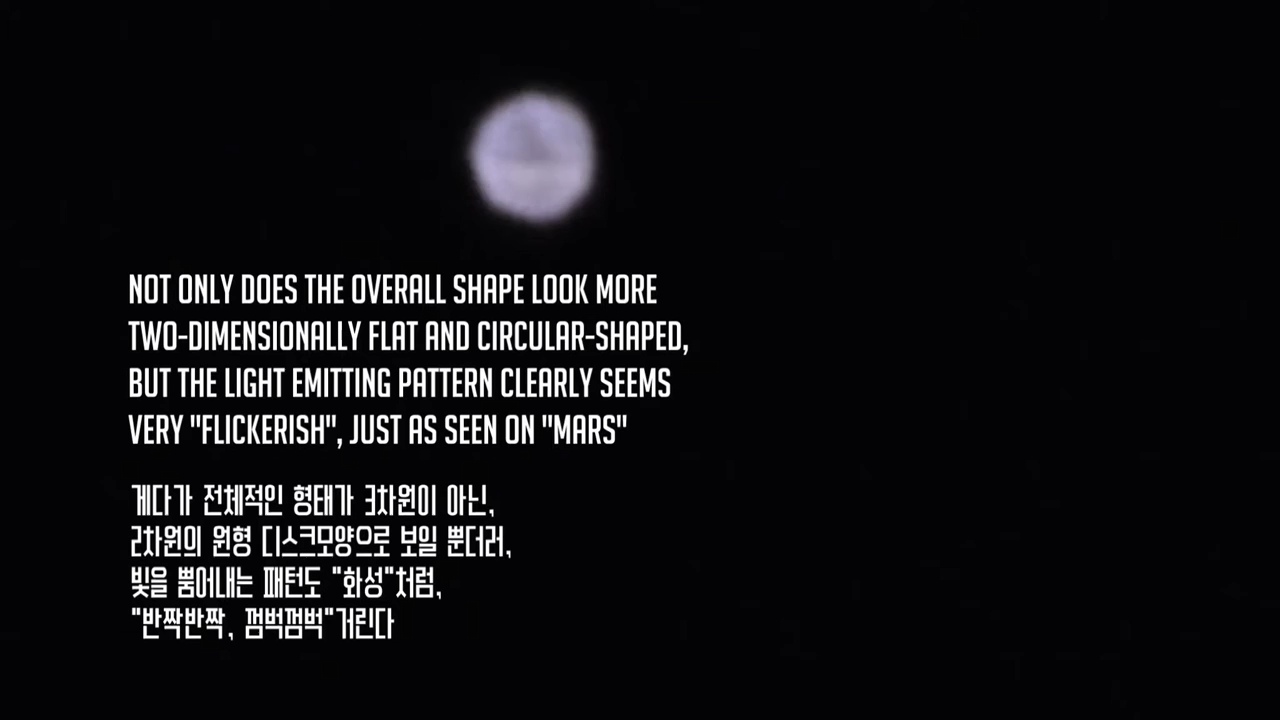 NOT ONLY DOES THE OVERALL SHAPE LOOK MORE
TWO-DIMENSIONALLY FLAT AND CIRCULAR-SHAPED,
BUT THE LIGHT EMITTING PATTERN CLEARLY SEEMS
VERY "FLICKERISH", JUST AS SEEN ON "MARS"
게다가 전체적인 형태가 3차원이 아닌,
2차원의 원형 디스크모양으로 보일 뿐더러,
빛을 뿜어내는 패턴도 "화성"처럼,
"반짝반짝, 껌벅껌벅"거린다